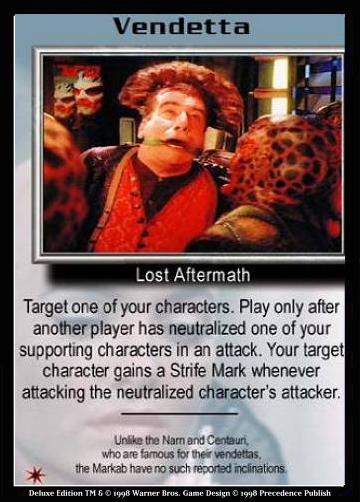 Vendetta
Lost Aftermath
Target one of your characters. Play only after
another player has neutralized one of your
supporting characters in an attack. Your target
character gains a Strife Mark whenever
attacking the neutralized character's attacker.
Unlike the Narn and Centauri,
who are famous for their vendettas,
the Markab have no such reported inclinations.
Deluxe Edition TM & © 1998 Warner Bros. Game Design © 1998 Precedence Publish